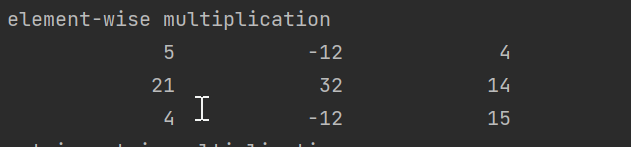 element-wise multiplication
5 -12 4
21 32 14
4 -12 15